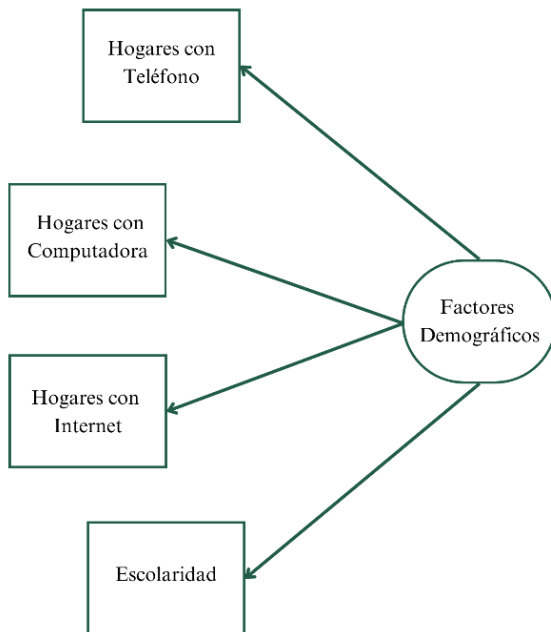 Hogares con
Teléfono
Hogares con
Computadora
Factores
Demográficos
Hogares con
Internet
Escolaridad